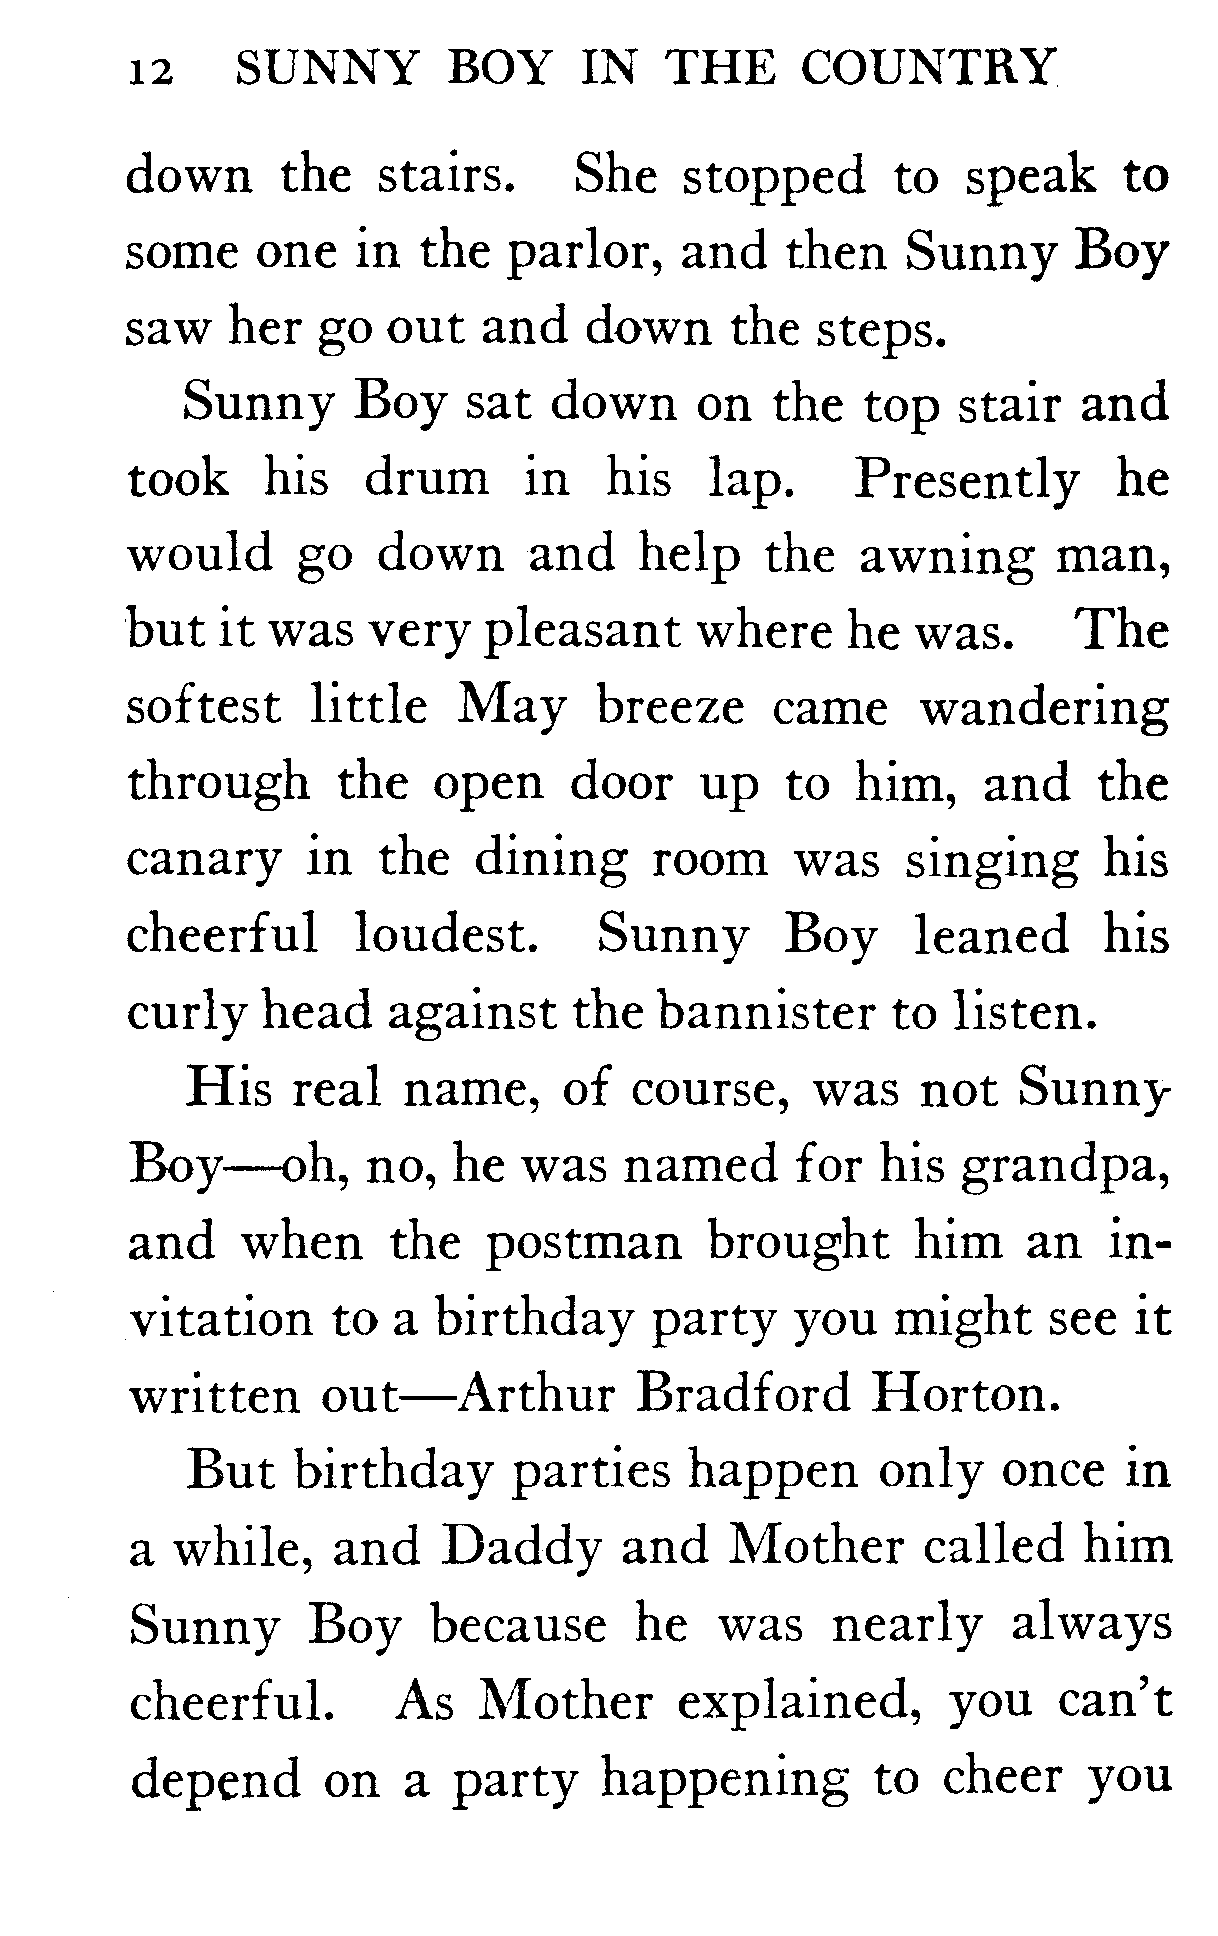 12 SUNNY BOY IN THE COUNTRY
down the stairs. She stopped to speak to
some one in the parlor, and then Sunny Boy
saw her go out and down the steps.
Sunny Boy sat down on the top stair and
took his drum in his lap. Presently he
would go down and help the awning man,
but it was very pleasant where he was. The
softest little May breeze came wandering
through the open door up to him, and the
canary in the dining room was singing his
cheerful loudest. Sunny Boy leaned his
curly head against the bannister to listen.
His real name, of course, was not Sunny
Boy—oh, no, he was named for his grandpa,
and when the postman brought him an in-
vitation to a birthday party you might see it
written out—Arthur Bradford Horton.
But birthday parties happen only once in
a while, and Daddy and Mother called him
Sunny Boy because he was nearly always
cheerful. As Mother explained, you can't
depend on a party happening to cheer you